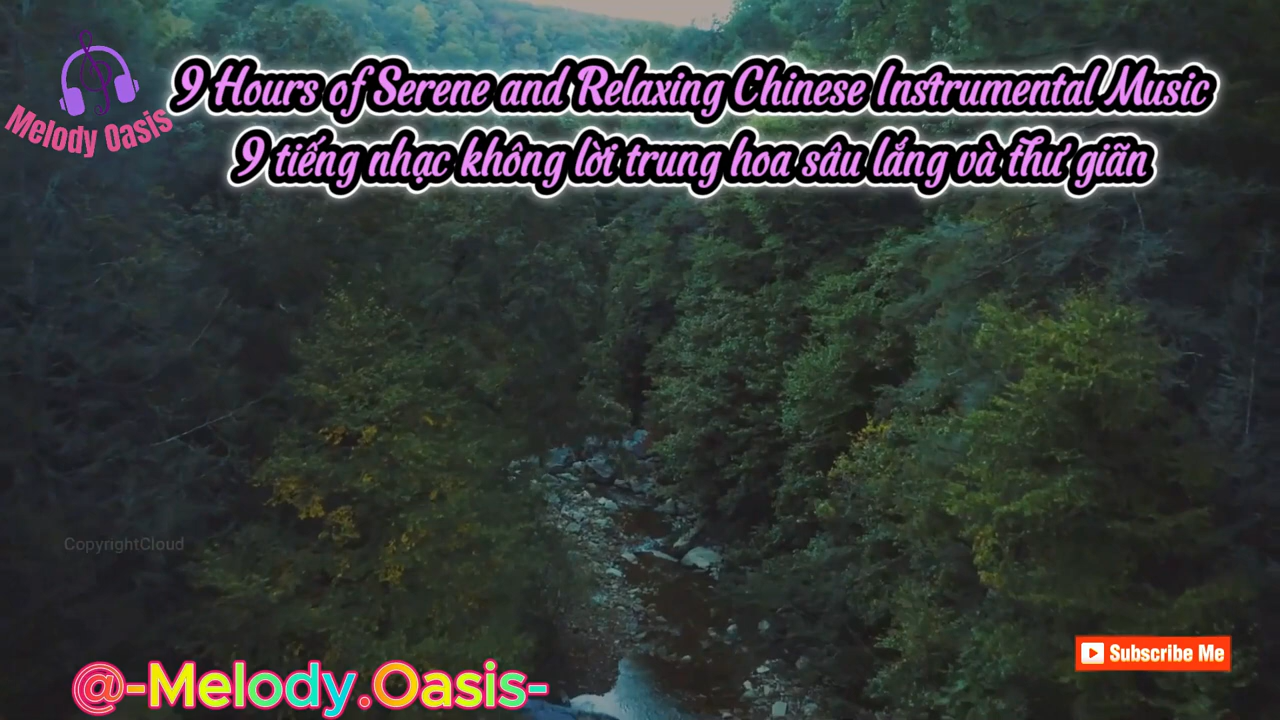 Melody Oasis
9 Hours of Serene and Relaxing Chinese Instrumental Music
9 tiếng nhạc không lời trung hoa sâu lắng và thư giãn
CopyrightCloud
@-Melody.Oasis-
Subscribe Me